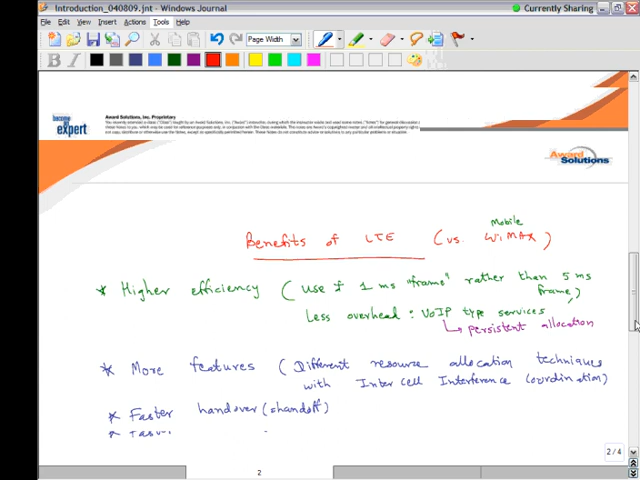 Introduction_040809.jnt - Windows Journal
Currently Sharing
File Edit View Insert Actions Tools Help
Page Width
B I
become an expert
Award Solutions, Inc. Proprietary
Award Solutions
Mobile
Benefits of LTE (vs. WiMAX)
* Higher efficiency (use of 1 ms "frame" rather than 5 ms
frame)
Less overhead: VoIP type services
persistent allocation
* More features (Different resource allocation techniques
with Inter Cell Interference Coordination)
* Faster handover (=handoff)
2
2 / 4